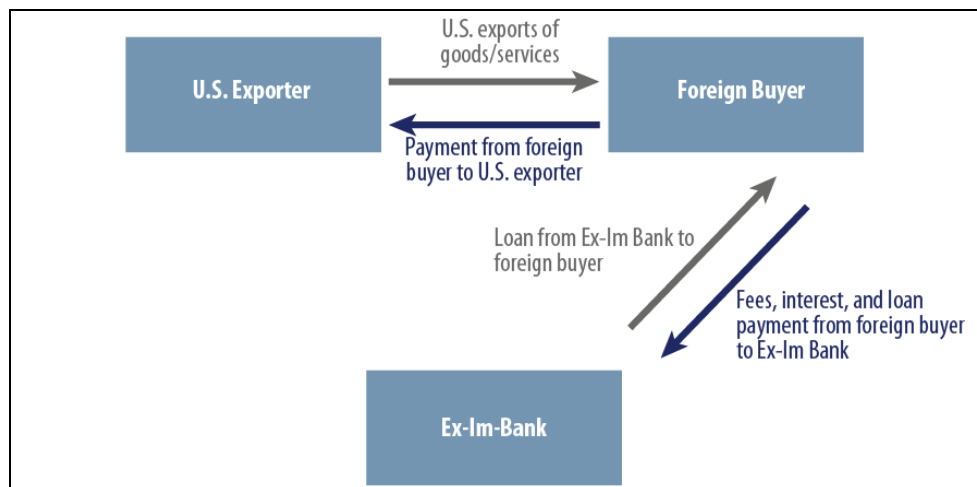 U.S. exports of
goods/services
U.S. Exporter
Foreign Buyer
Payment from foreign
buyer to U.S. exporter
Loan from Ex-Im Bank to
foreign buyer
Fees, interest, and loan
payment from foreign buyer
to Ex-Im Bank
Ex-Im-Bank